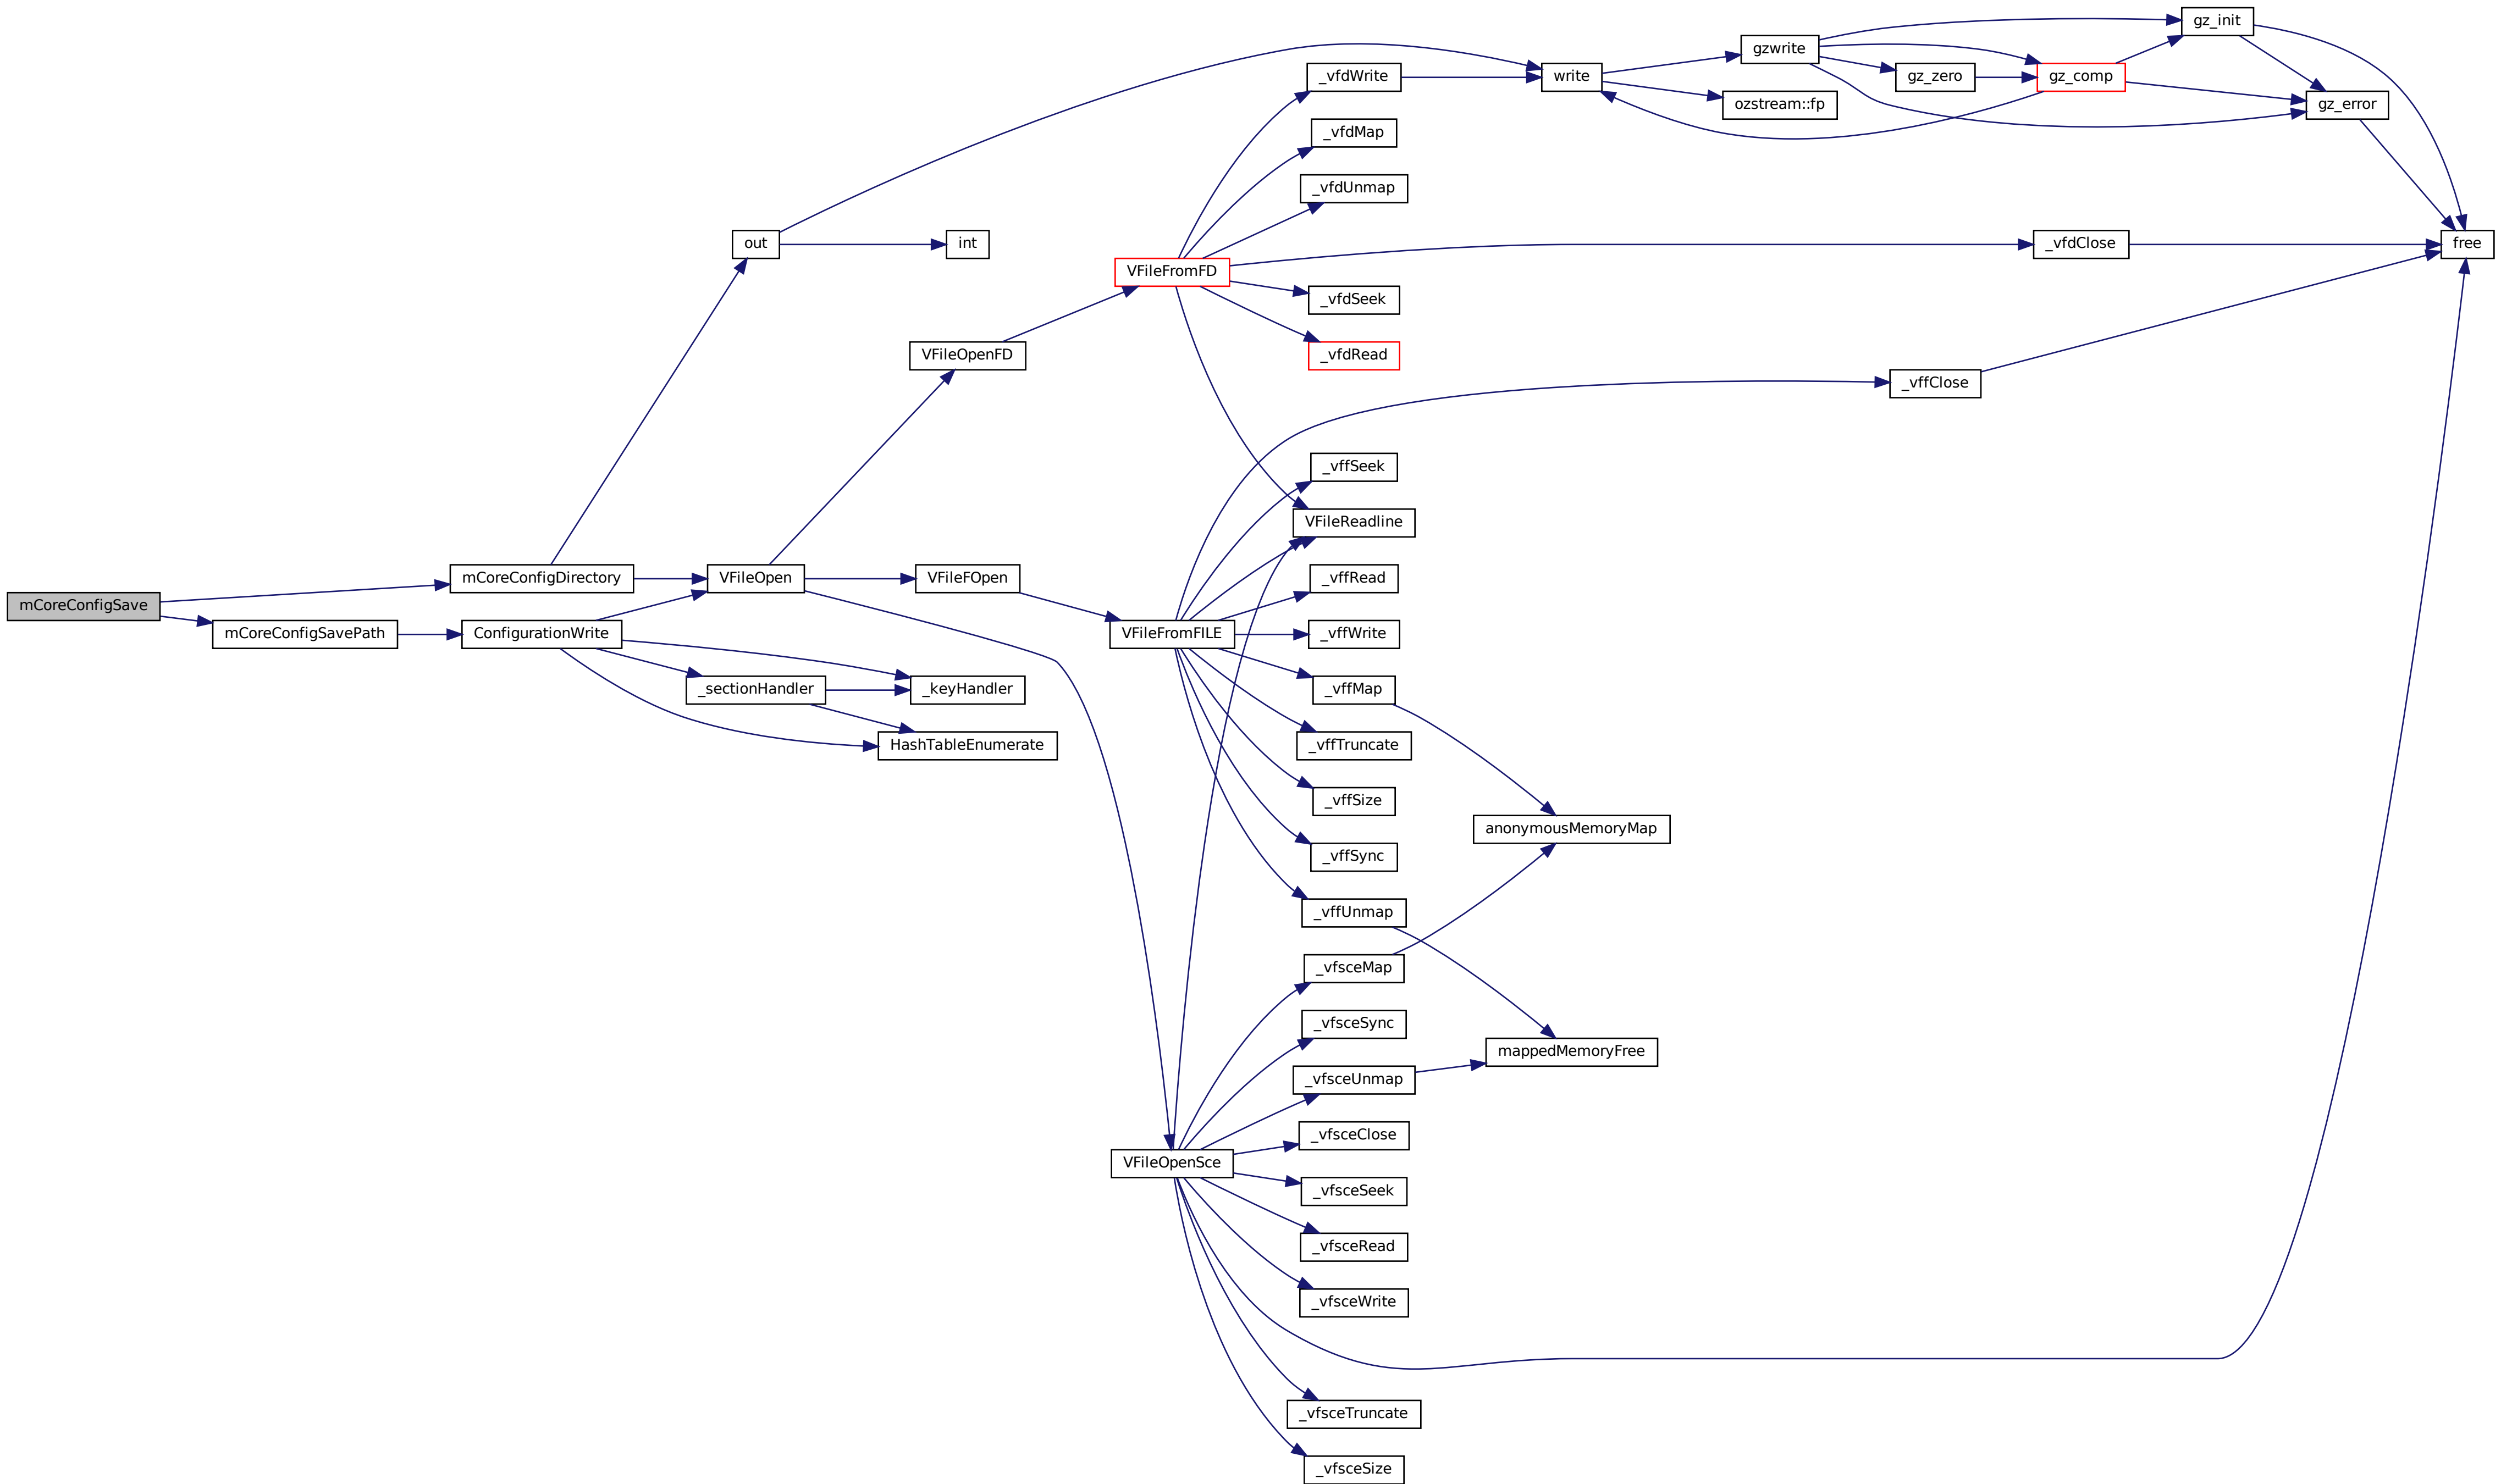 gz_init
gzwrite
_vfdWrite
write
gz_zero
gz_comp
ozstream::fp
gz_error
_vfdMap
_vfdUnmap
out
int
_vfdClose
free
VFileFromFD
_vfdSeek
VFileOpenFD
_vfdRead
_vffClose
_vffSeek
VFileReadline
mCoreConfigDirectory
VFileOpen
VFileFOpen
_vffRead
mCoreConfigSave
mCoreConfigSavePath
ConfigurationWrite
VFileFromFILE
_vffWrite
_sectionHandler
_keyHandler
_vffMap
HashTableEnumerate
_vffTruncate
_vffSize
anonymousMemoryMap
_vffSync
_vffUnmap
_vfsceMap
_vfsceSync
mappedMemoryFree
_vfsceUnmap
_vfsceClose
VFileOpenSce
_vfsceSeek
_vfsceRead
_vfsceWrite
_vfsceTruncate
_vfsceSize